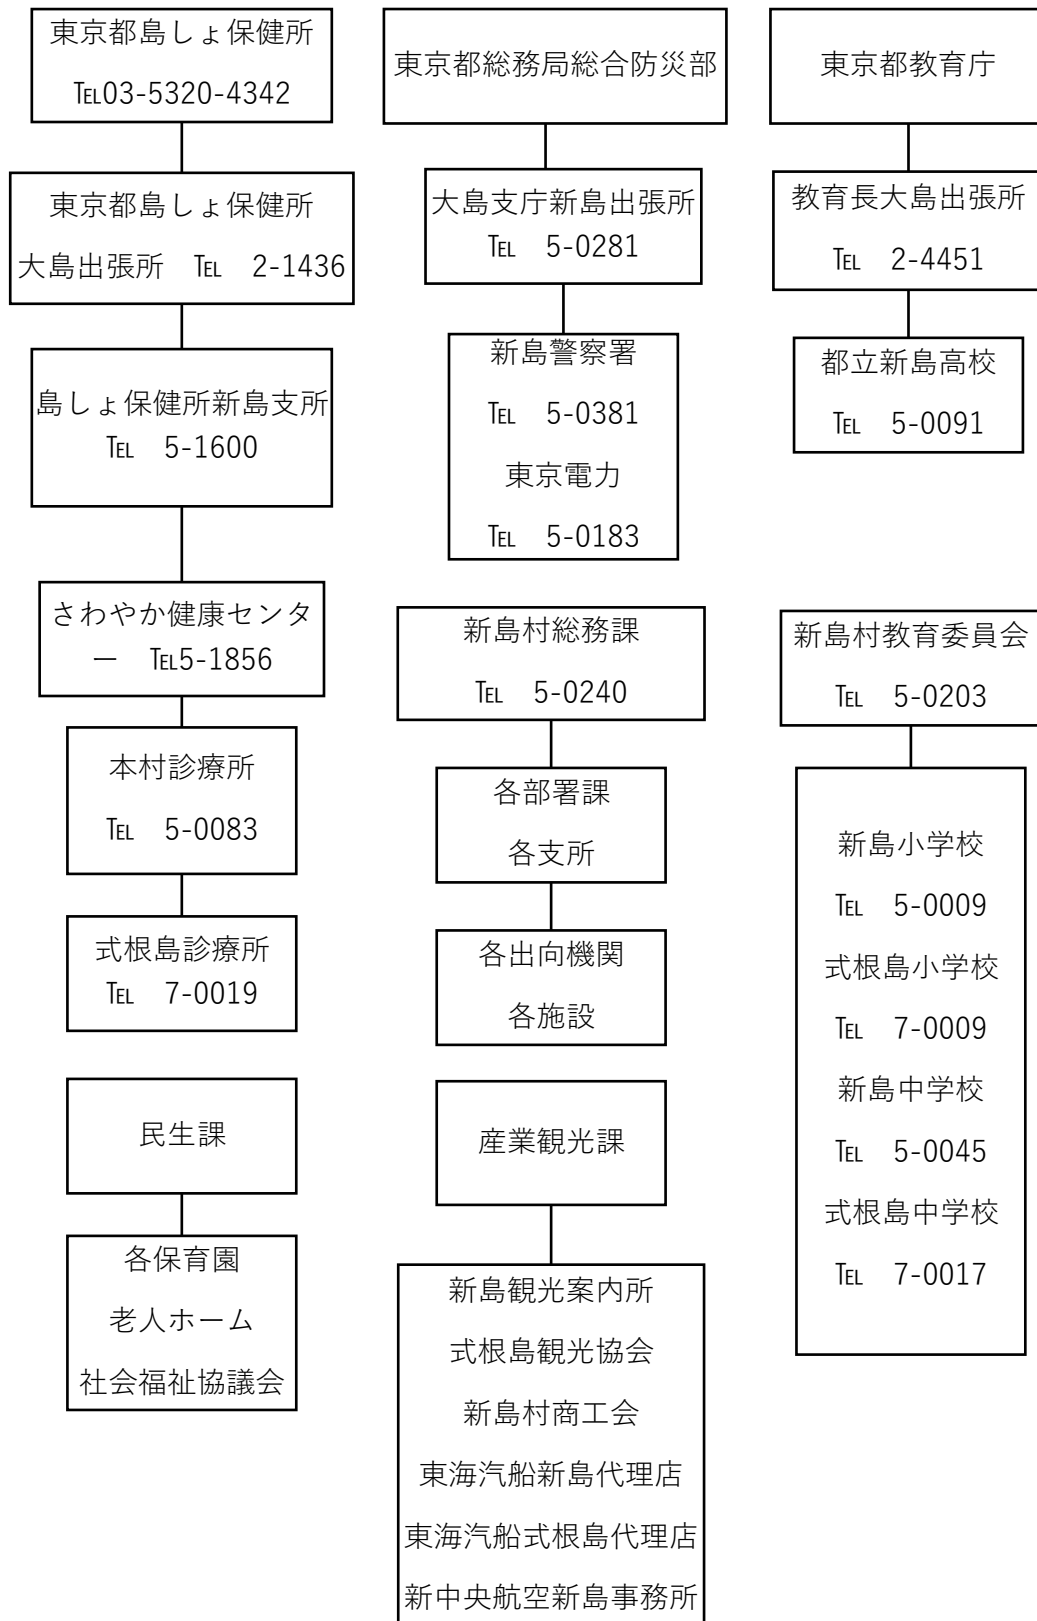 東京都島しょ保健所
℡03-5320-4342
東京都島しょ保健所
大島出張所　℡　2-1436
島しょ保健所新島支所
℡　5-1600
さわやか健康センタ
ー　℡5-1856
本村診療所
℡　5-0083
式根島診療所
℡　7-0019
民生課
各保育園
老人ホーム
社会福祉協議会
東京都総務局総合防災部
大島支庁新島出張所
℡　5-0281
新島警察署
℡　5-0381
東京電力
℡　5-0183
新島村総務課
℡　5-0240
各部署課
各支所
各出向機関
各施設
産業観光課
新島観光案内所
式根島観光協会
新島村商工会
東海汽船新島代理店
東海汽船式根島代理店
新中央航空新島事務所
東京都教育庁
教育長大島出張所
℡　2-4451
都立新島高校
℡　5-0091
新島村教育委員会
℡　5-0203
新島小学校
℡　5-0009
式根島小学校
℡　7-0009
新島中学校
℡　5-0045
式根島中学校
℡　7-0017